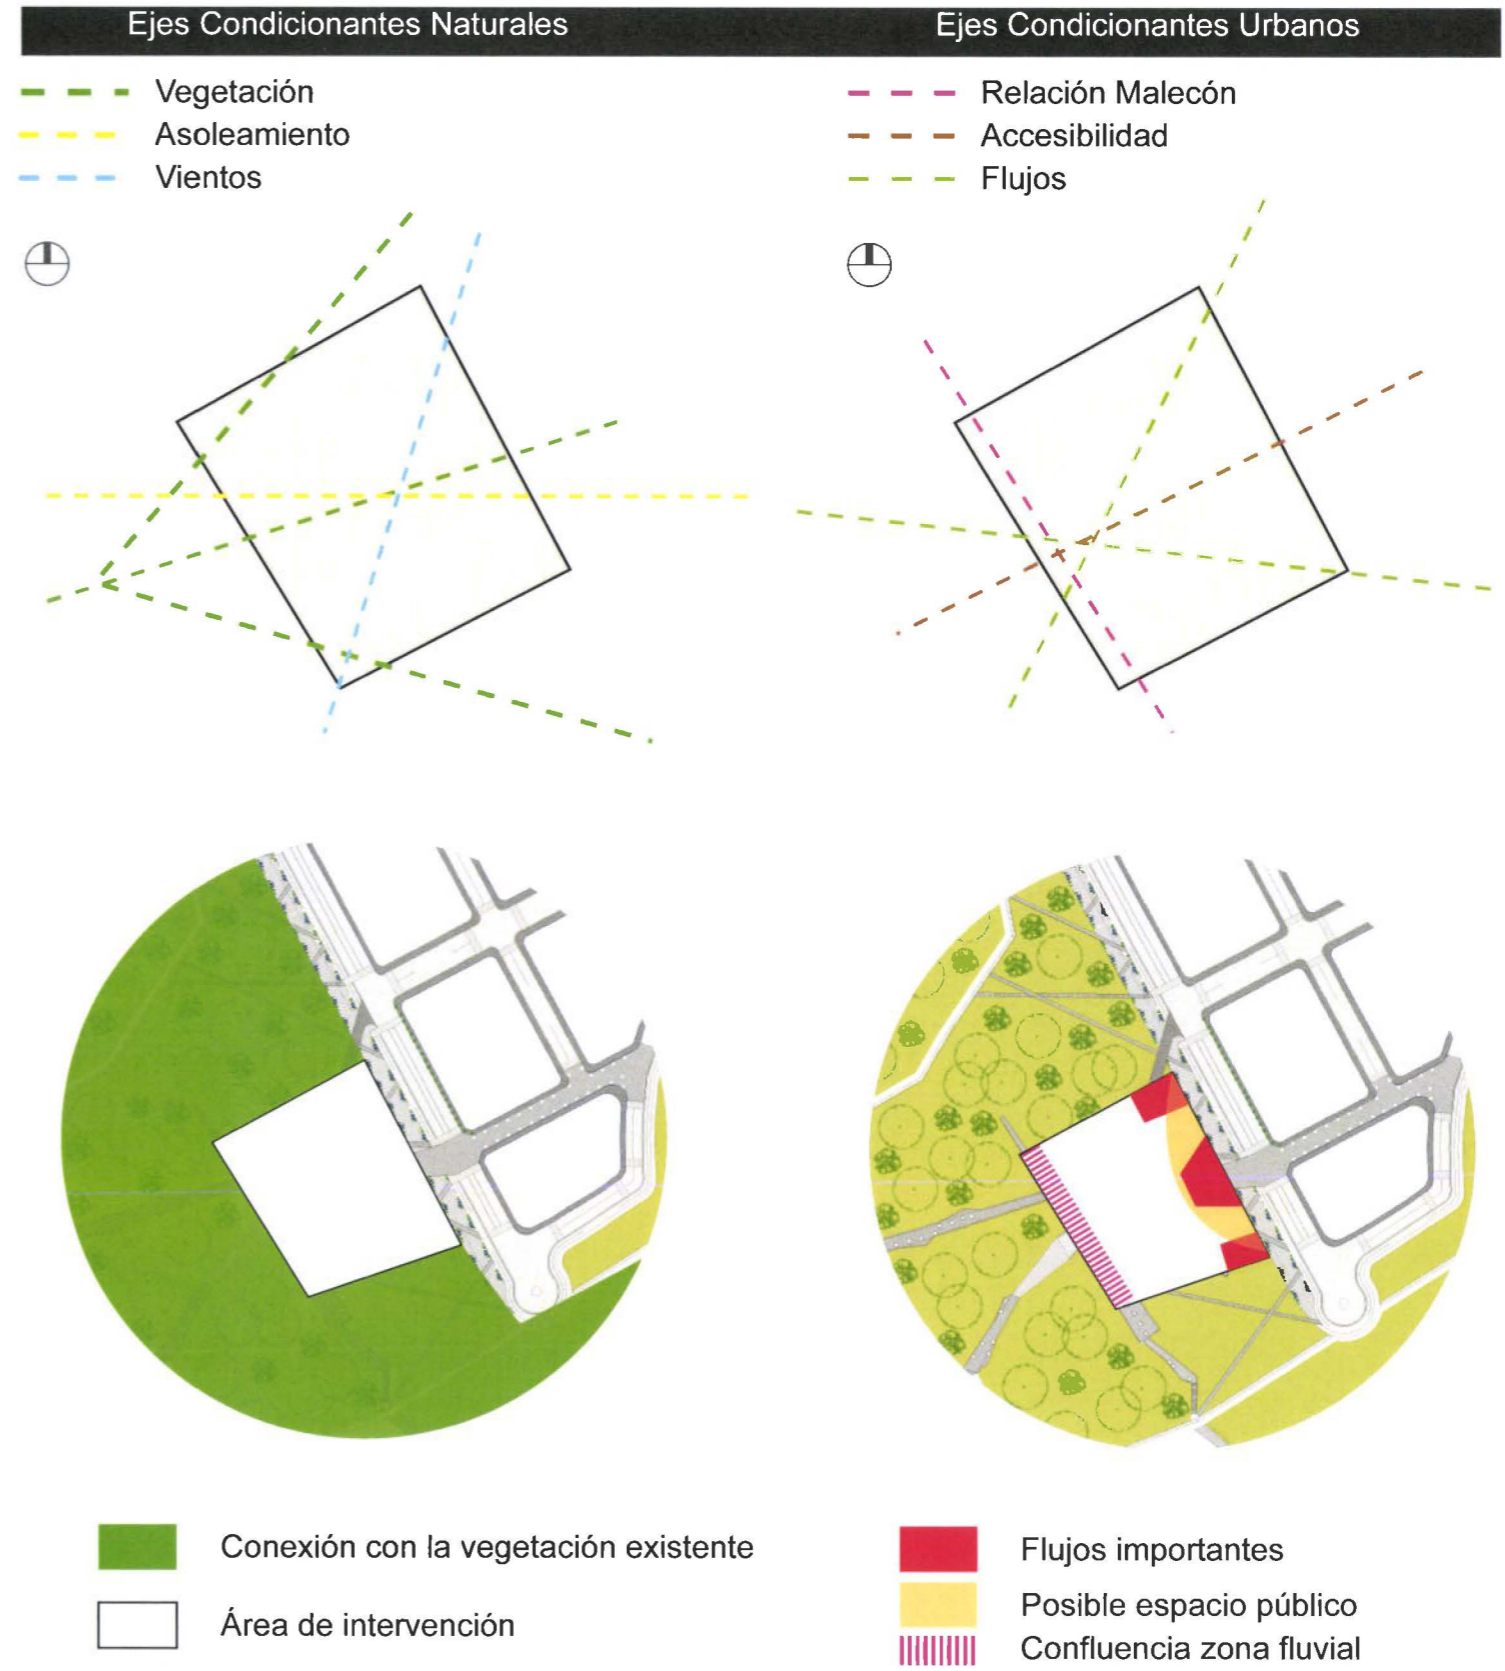 Ejes Condicionantes Naturales
Vegetación
Asoleamiento
Vientos
Ejes Condicionantes Urbanos
Relación Malecón
Accesibilidad
Flujos
Conexión con la vegetación existente
Área de intervención
Flujos importantes
Posible espacio público
Confluencia zona fluvial